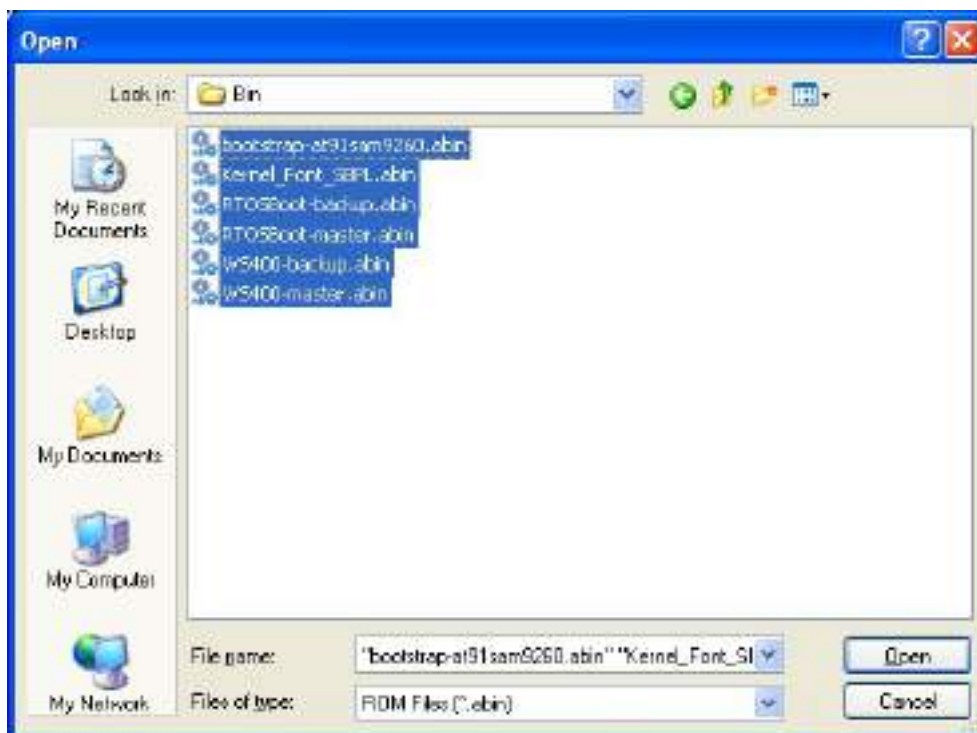 Open
Look in: Bin
bootstrap-at91sam9260.abin
Kernel_Font_SBPL.abin
RTOSBoot-backup.abin
RTOSBoot-master.abin
WS400-backup.abin
WS400-master.abin
My Recent
Documents
Desktop
My Documents
My Computer
My Network
File name: "bootstrap-at91sam9260.abin" "Kernel_Font_SI
Files of type: ROM Files (*.abin)
Open
Cancel